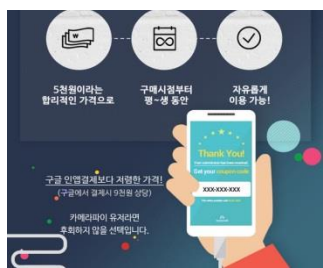 5천원이라는
합리적인 가격으로
구매시점부터
평~생 동안
자유롭게
이용 가능!
Thank You!
Get your coupon code
XXX-XXX-XXX
구글 인앱결제보다 저렴한 가격!
(구글에서 결제시 9천원 상당)
카메라파이 유저라면
후회하지 않을 선택입니다.